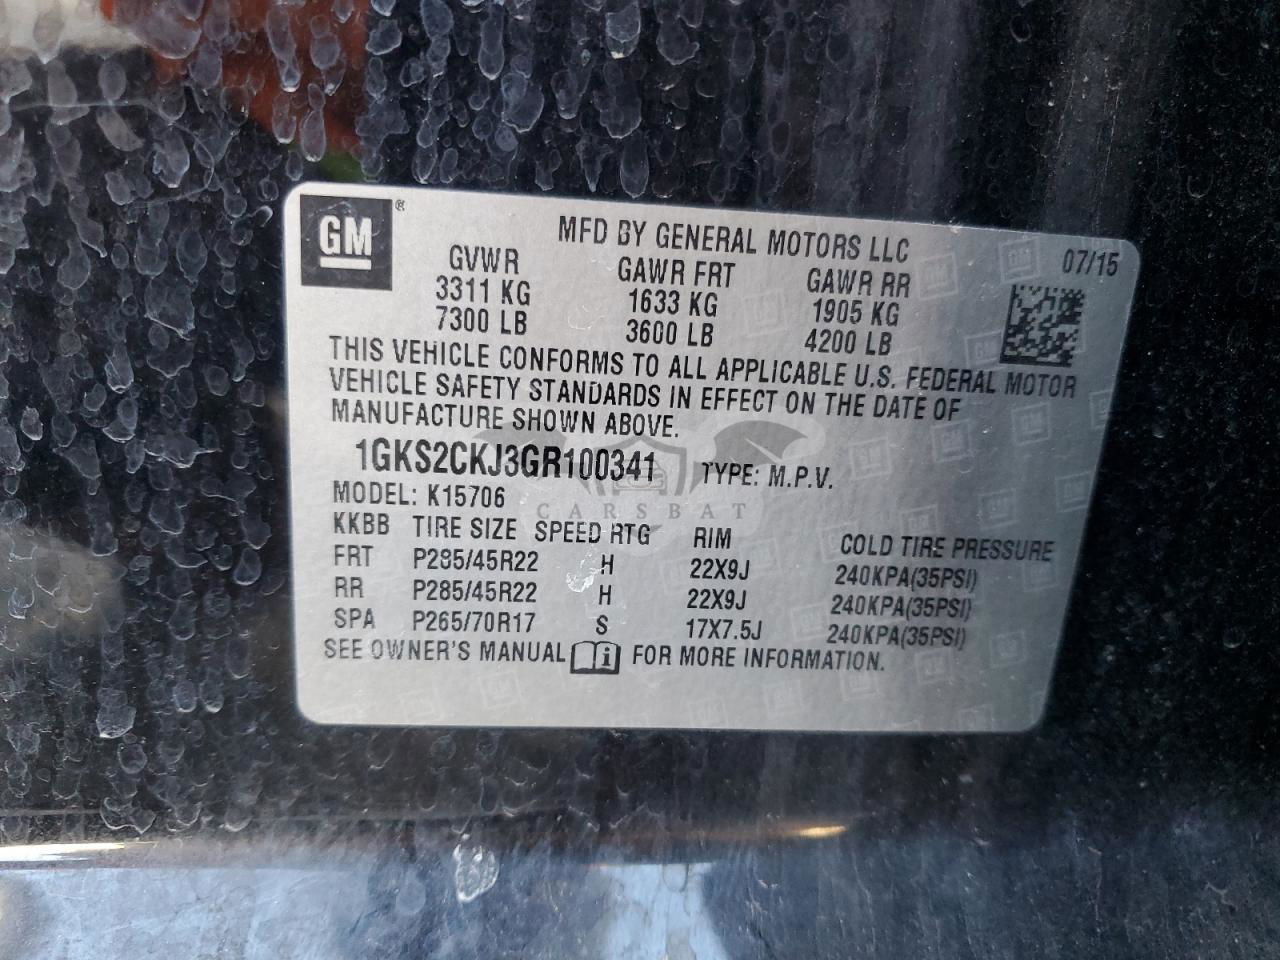 GM ®
MFD BY GENERAL MOTORS LLC 07/15
GVWR GAWR FRT GAWR RR
3311 KG 1633 KG 1905 KG
7300 LB 3600 LB 4200 LB
THIS VEHICLE CONFORMS TO ALL APPLICABLE U.S. FEDERAL MOTOR
VEHICLE SAFETY STANDARDS IN EFFECT ON THE DATE OF
MANUFACTURE SHOWN ABOVE.
1GKS2CKJ3GR100341 TYPE: M.P.V.
MODEL: K15706
CARSBAT
KKBB TIRE SIZE SPEED RTG RIM COLD TIRE PRESSURE
FRT P285/45R22 H 22X9J 240KPA(35PSI)
RR P285/45R22 H 22X9J 240KPA(35PSI)
SPA P265/70R17 S 17X7.5J 240KPA(35PSI)
SEE OWNER'S MANUAL i FOR MORE INFORMATION.